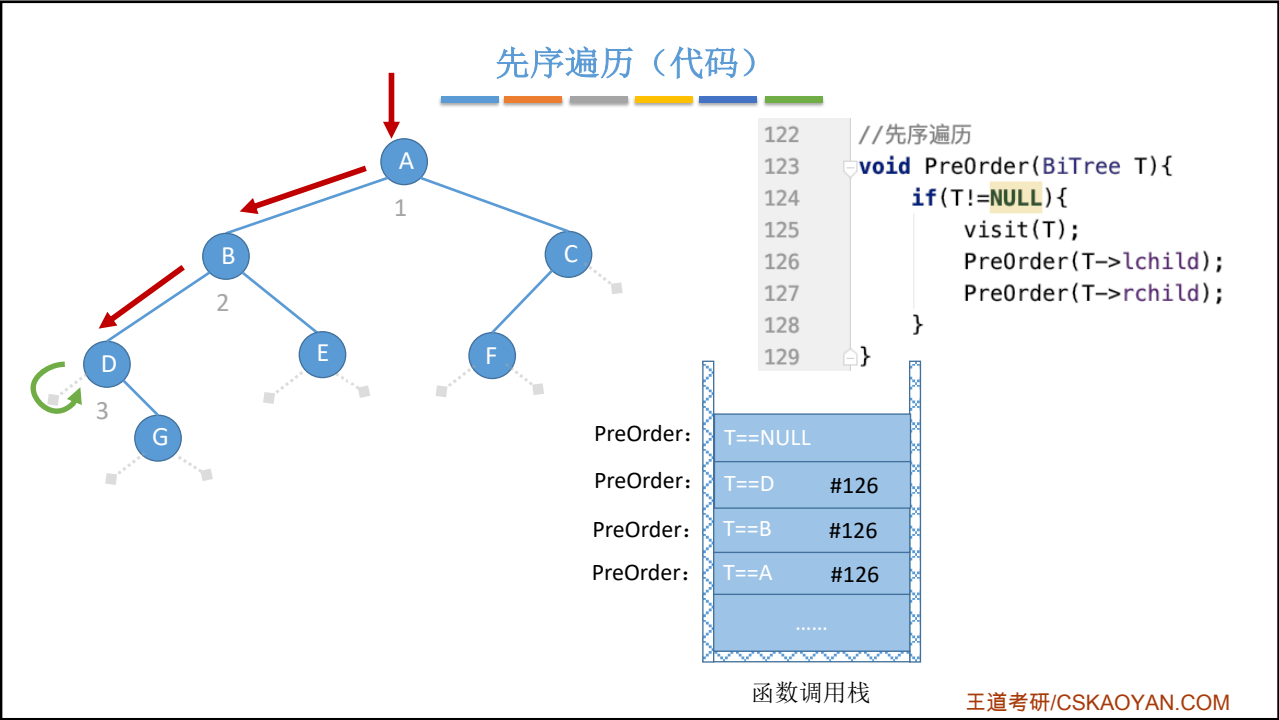 先序遍历（代码）
A
1
B
C
2
D
E
F
3
G
122 //先序遍历
123 void PreOrder(BiTree T){
124 if(T!=NULL){
125 visit(T);
126 PreOrder(T->lchild);
127 PreOrder(T->rchild);
128 }
129 }
PreOrder： T==NULL
PreOrder： T==D #126
PreOrder： T==B #126
PreOrder： T==A #126
......
函数调用栈
王道考研/CSKAOYAN.COM